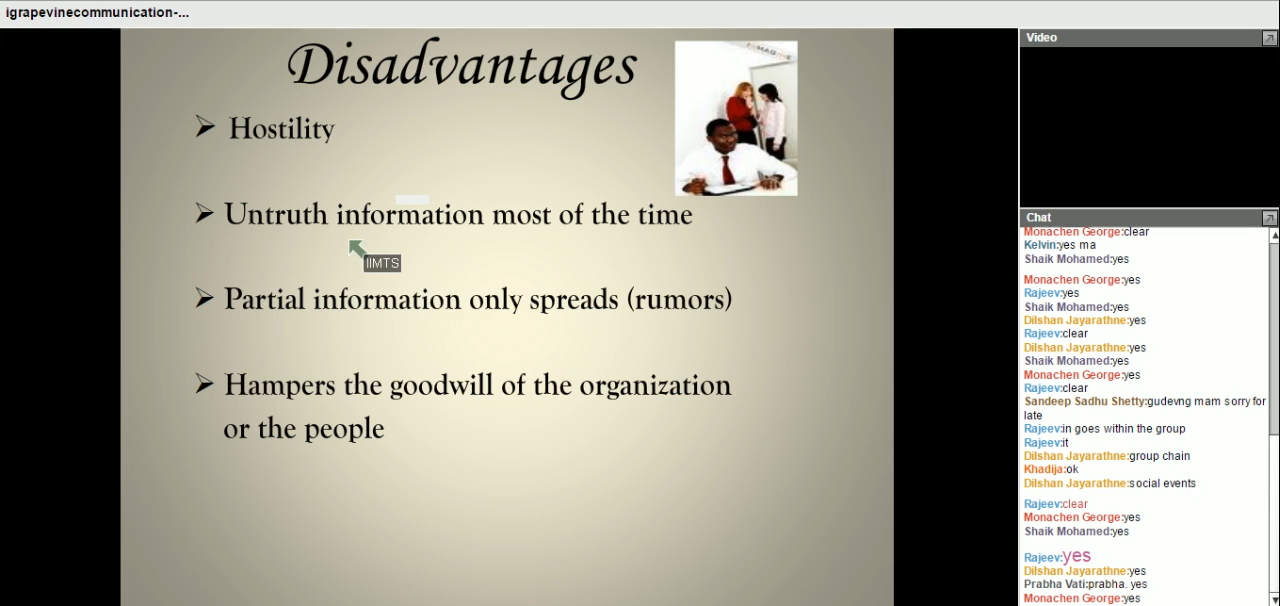 igrapevinecommunication-...
Disadvantages
➢ Hostility
➢ Untruth information most of the time
IIMTS
➢ Partial information only spreads (rumors)
➢ Hampers the goodwill of the organization
or the people
Video
Chat
Monachen George:clear
Kelvin:yes ma
Shaik Mohamed:yes
Monachen George:yes
Rajeev:yes
Shaik Mohamed:yes
Dilshan Jayarathne:yes
Rajeev:clear
Dilshan Jayarathne:yes
Shaik Mohamed:yes
Monachen George:yes
Rajeev:clear
Sandeep Sadhu Shetty:gudevng mam sorry for
late
Rajeev:in goes within the group
Rajeev:it
Dilshan Jayarathne:group chain
Khadija:ok
Dilshan Jayarathne:social events
Rajeev:clear
Monachen George:yes
Shaik Mohamed:yes
Rajeev:yes
Dilshan Jayarathne:yes
Prabha Vati:prabha. yes
Monachen George:yes